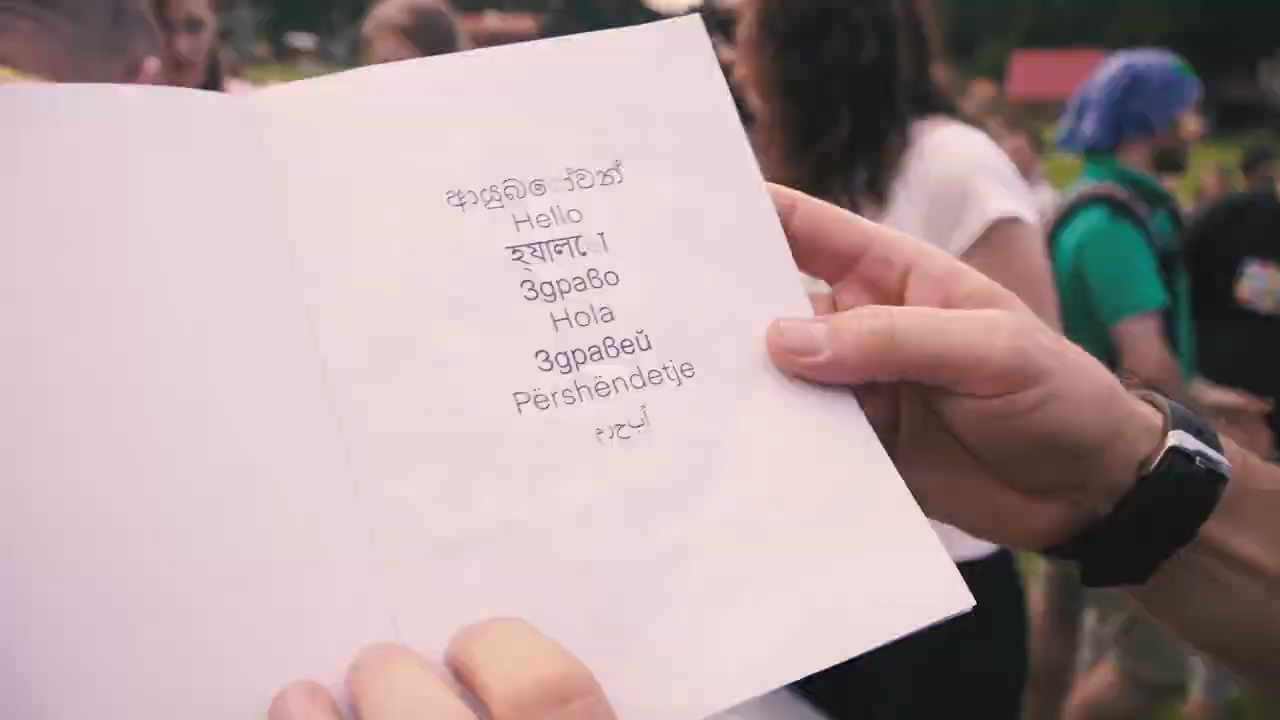 ආයුබෝවන්
Hello
হ্যালো
Здраво
Hola
Здравей
Përshëndetje